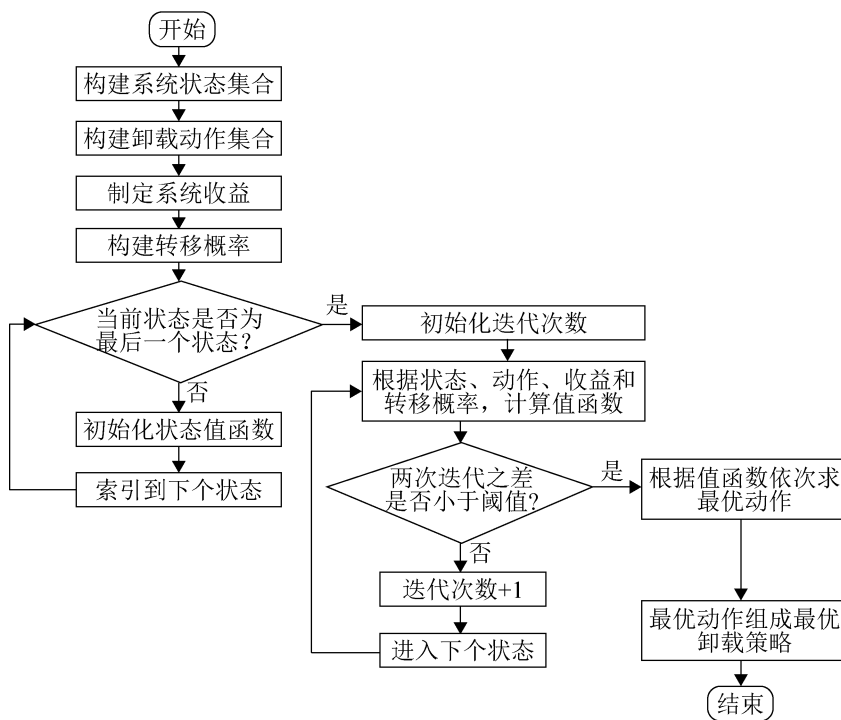 开始
构建系统状态集合
构建卸载动作集合
制定系统收益
构建转移概率
当前状态是否为
最后一个状态?
是
否
初始化状态值函数
索引到下个状态
初始化迭代次数
根据状态、动作、收益和
转移概率，计算值函数
两次迭代之差
是否小于阈值?
是
否
迭代次数+1
进入下个状态
根据值函数依次求
最优动作
最优动作组成最优
卸载策略
结束